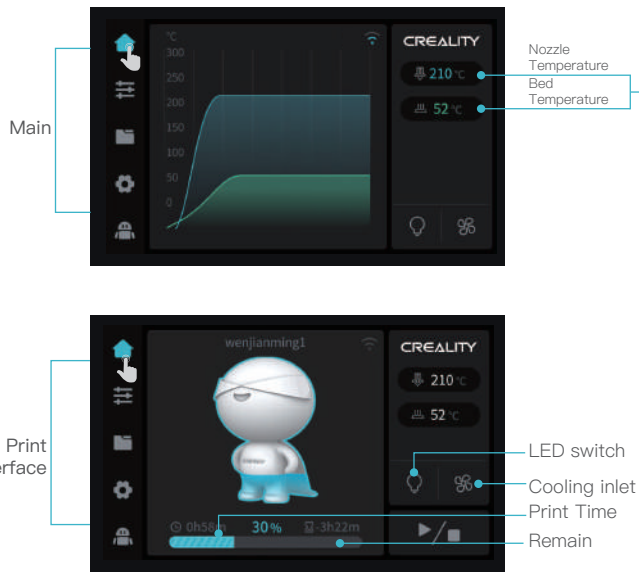 Main
℃
300
250
200
150
100
50
0
CREALITY
210℃
52℃
Nozzle
Temperature
Bed
Temperature
Print
erface
wenjianming1
0h58m 30% -3h22m
CREALITY
210℃
52℃
LED switch
Cooling inlet
Print Time
Remain